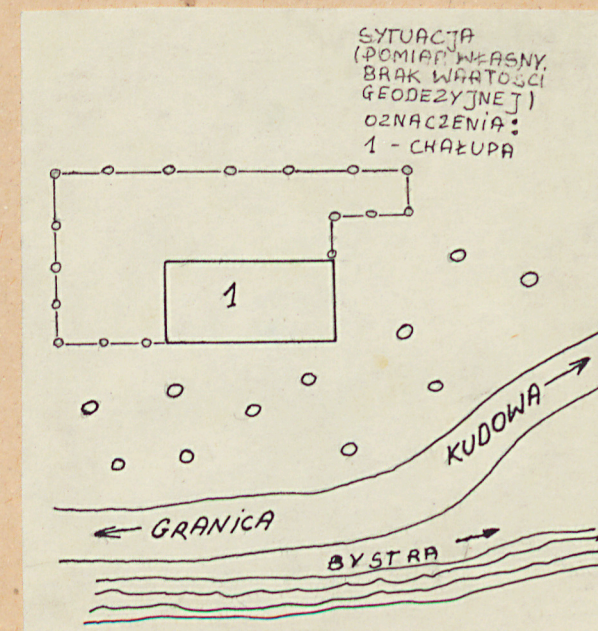 SYTUACJA
(POMIAR WŁASNY.
BRAK WARTOŚCI
GEODEZYJNEJ)
OZNACZENIA:
1 - CHAŁUPA
1
KUDOWA
GRANICA
BYSTRA